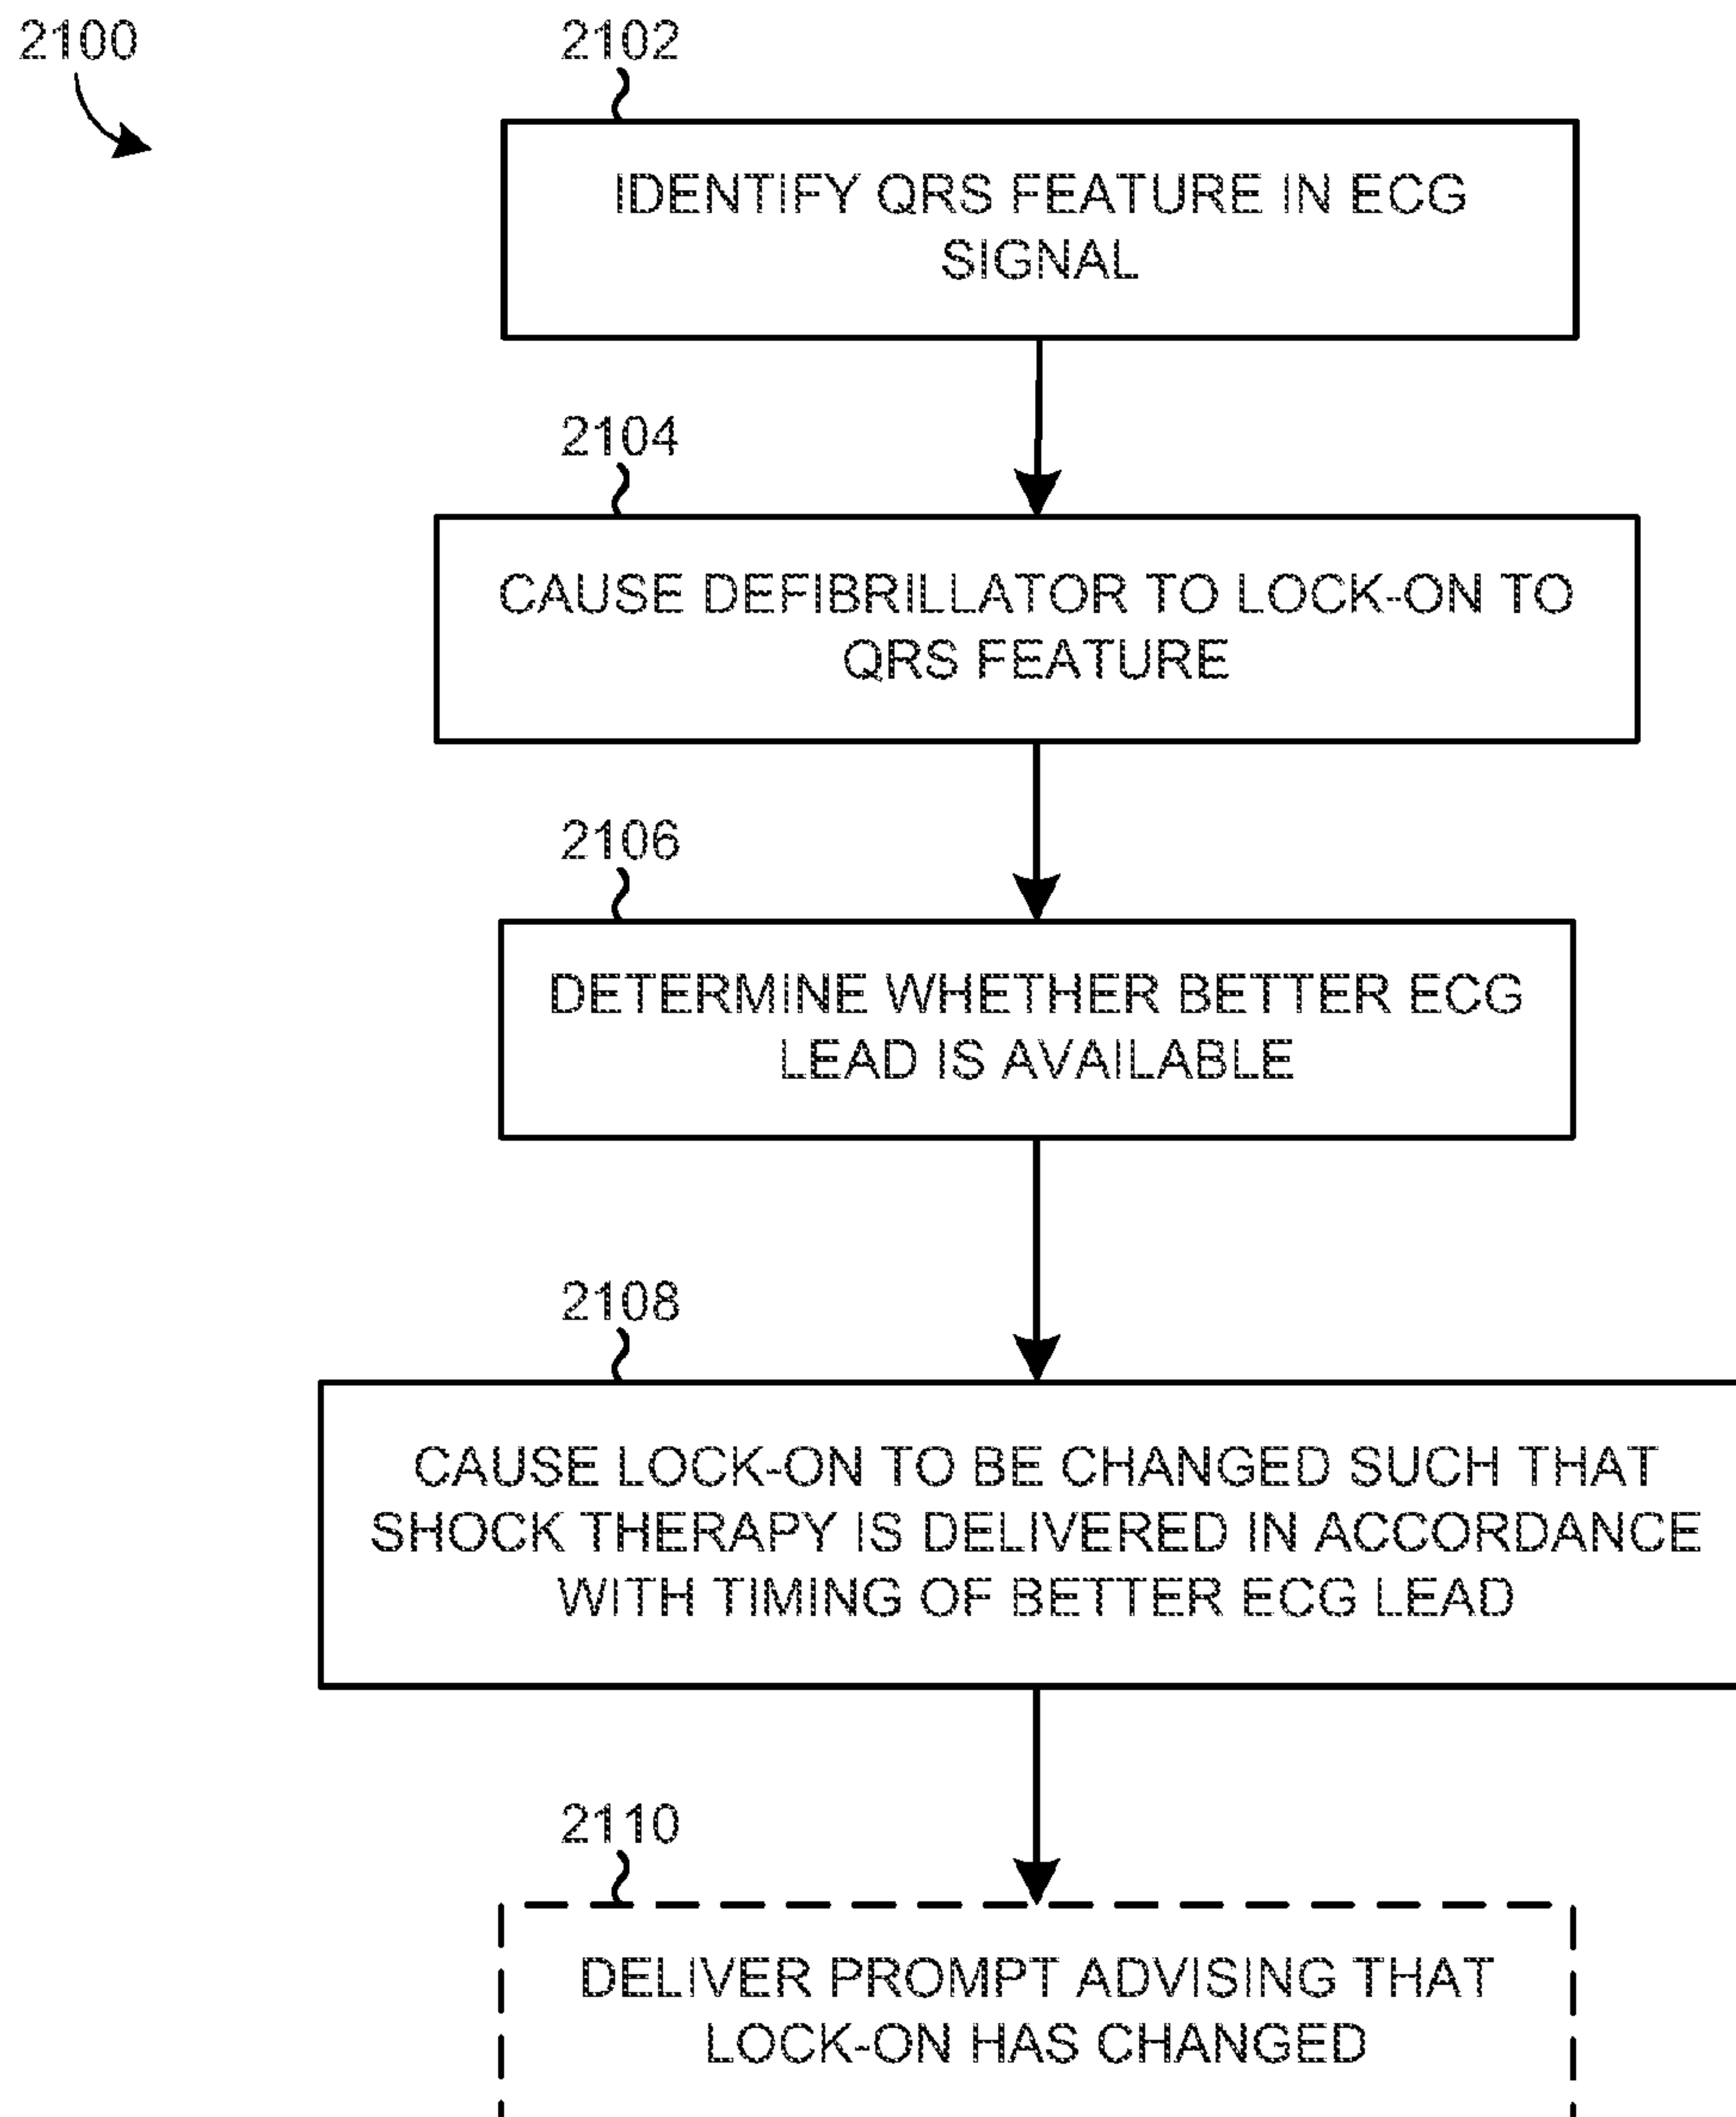 2100
2102
IDENTIFY QRS FEATURE IN ECG
SIGNAL
2104
CAUSE DEFIBRILLATOR TO LOCK-ON TO
QRS FEATURE
2106
DETERMINE WHETHER BETTER ECG
LEAD IS AVAILABLE
2108
CAUSE LOCK-ON TO BE CHANGED SUCH THAT
SHOCK THERAPY IS DELIVERED IN ACCORDANCE
WITH TIMING OF BETTER ECG LEAD
2110
DELIVER PROMPT ADVISING THAT
LOCK-ON HAS CHANGED